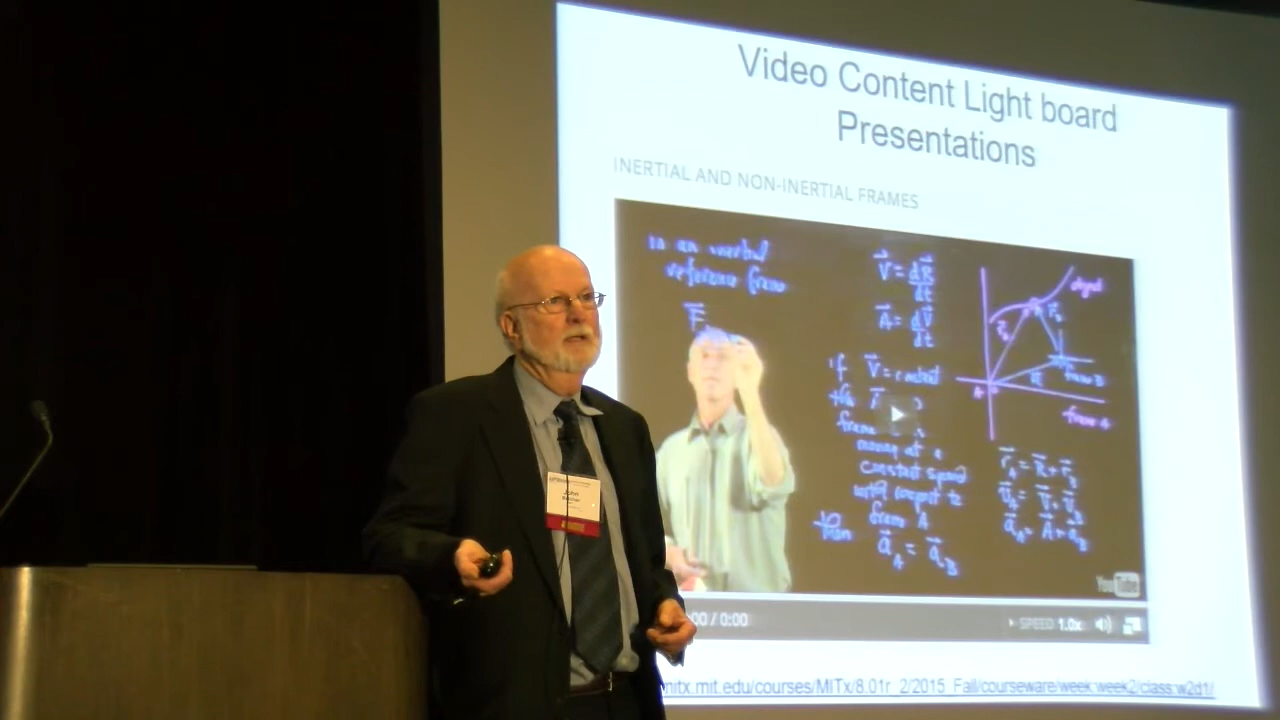 Video Content Light board
Presentations
INERTIAL AND NON-INERTIAL FRAMES
In an inertial
reference frame
F
V = dR
dt
A = dV
dt
if V = constant
moving at a
constant speed
with respect to
frame A
then
a_A = a_B
object
frame B
frame A
r_A = R + r_B
V_A = V + V_B
a_A = A + a_B
John
YouTube
0:00 / 0:00
SPEED 1.0x
mitx.mit.edu/courses/MITx/8.01r_2/2015_Fall/courseware/week:week2/class:w2d1/